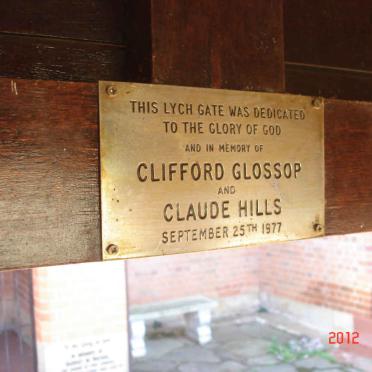 THIS LYCH GATE WAS DEDICATED
TO THE GLORY OF GOD
AND IN MEMORY OF
CLIFFORD GLOSSOP
AND
CLAUDE HILLS
SEPTEMBER 25TH 1977
2012